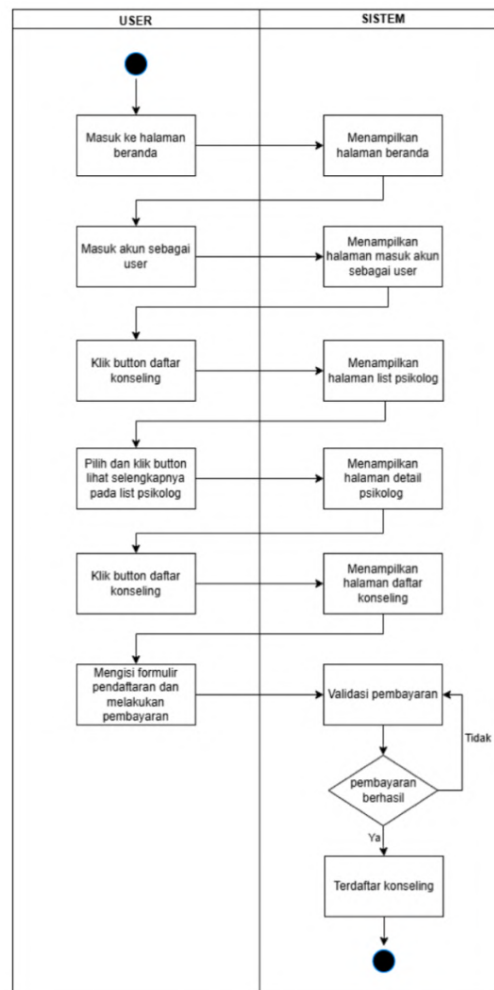 USER
SISTEM
Masuk ke halaman
beranda
Menampilkan
halaman beranda
Masuk akun sebagai
user
Menampilkan
halaman masuk akun
sebagai user
Klik button daftar
konseling
Menampilkan
halaman list psikolog
Pilih dan klik button
lihat selengkapnya
pada list psikolog
Menampilkan
halaman detail
psikolog
Klik button daftar
konseling
Menampilkan
halaman daftar
konseling
Mengisi formulir
pendaftaran dan
melakukan
pembayaran
Validasi pembayaran
Tidak
pembayaran
berhasil
Ya
Terdaftar konseling